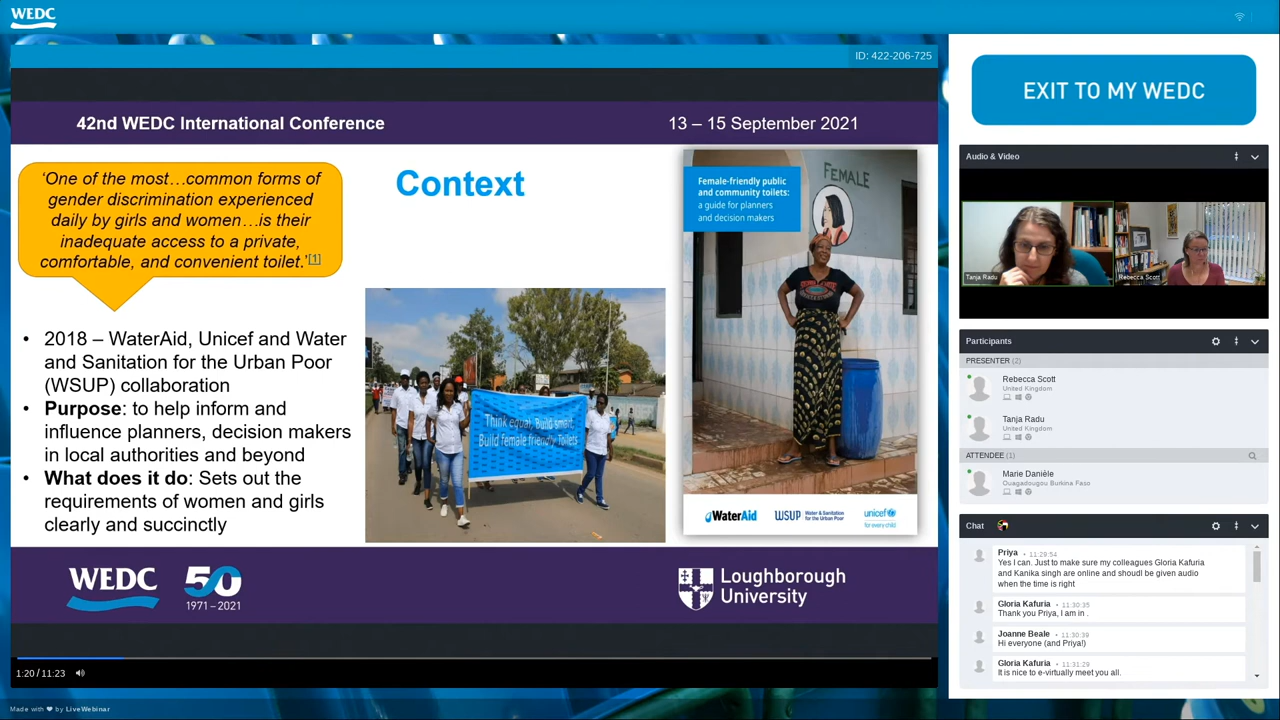 WEDC
ID: 422-206-725
42nd WEDC International Conference
13 – 15 September 2021
‘One of the most…common forms of
gender discrimination experienced
daily by girls and women…is their
inadequate access to a private,
comfortable, and convenient toilet.’[1]
Context
• 2018 – WaterAid, Unicef and Water
and Sanitation for the Urban Poor
(WSUP) collaboration
• Purpose: to help inform and
influence planners, decision makers
in local authorities and beyond
• What does it do: Sets out the
requirements of women and girls
clearly and succinctly
Think equal, Build smart,
Build female friendly Toilets
Female-friendly public
and community toilets:
a guide for planners
and decision makers
FEMALE
WaterAid
WSUP Water & Sanitation
for the Urban Poor
unicef
for every child
WEDC
50
1971 – 2021
Loughborough
University
1:20 / 11:23
Made with ❤ by LiveWebinar
EXIT TO MY WEDC
Audio & Video
Tanja Radu
Rebecca Scott
Participants
PRESENTER (2)
Rebecca Scott
United Kingdom
Tanja Radu
United Kingdom
ATTENDEE (1)
Marie Danièle
Ouagadougou Burkina Faso
Chat
Priya • 11:29:54
Yes I can. Just to make sure my colleagues Gloria Kafuria
and Kanika singh are online and shoudl be given audio
when the time is right
Gloria Kafuria • 11:30:35
Thank you Priya, I am in .
Joanne Beale • 11:30:39
Hi everyone (and Priya!)
Gloria Kafuria • 11:31:29
It is nice to e-virtually meet you all.